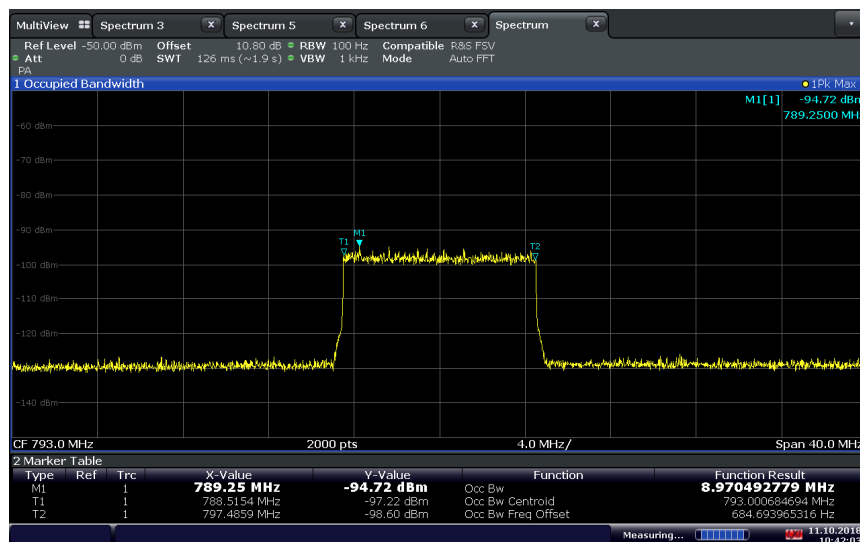 MultiView Spectrum 3 X Spectrum 5 X Spectrum 6 X Spectrum X
Ref Level -50.00 dBm Offset 10.80 dB RBW 100 Hz Compatible R&S FSV
Att 0 dB SWT 126 ms (~1.9 s) VBW 1 kHz Mode Auto FFT
PA
1 Occupied Bandwidth 1Pk Max
M1[1] -94.72 dBm
789.2500 MHz
-60 dBm
-70 dBm
-80 dBm
-90 dBm
M1
T1 T2
-100 dBm
-110 dBm
-120 dBm
-130 dBm
-140 dBm
CF 793.0 MHz 2000 pts 4.0 MHz/ Span 40.0 MHz
2 Marker Table
Type Ref Trc X-Value Y-Value Function Function Result
M1 1 789.25 MHz -94.72 dBm Occ Bw 8.970492779 MHz
T1 1 788.5154 MHz -97.22 dBm Occ Bw Centroid 793.000684694 MHz
T2 1 797.4859 MHz -98.60 dBm Occ Bw Freq Offset 684.693965316 Hz
Measuring... 11.10.2018
10:42:03